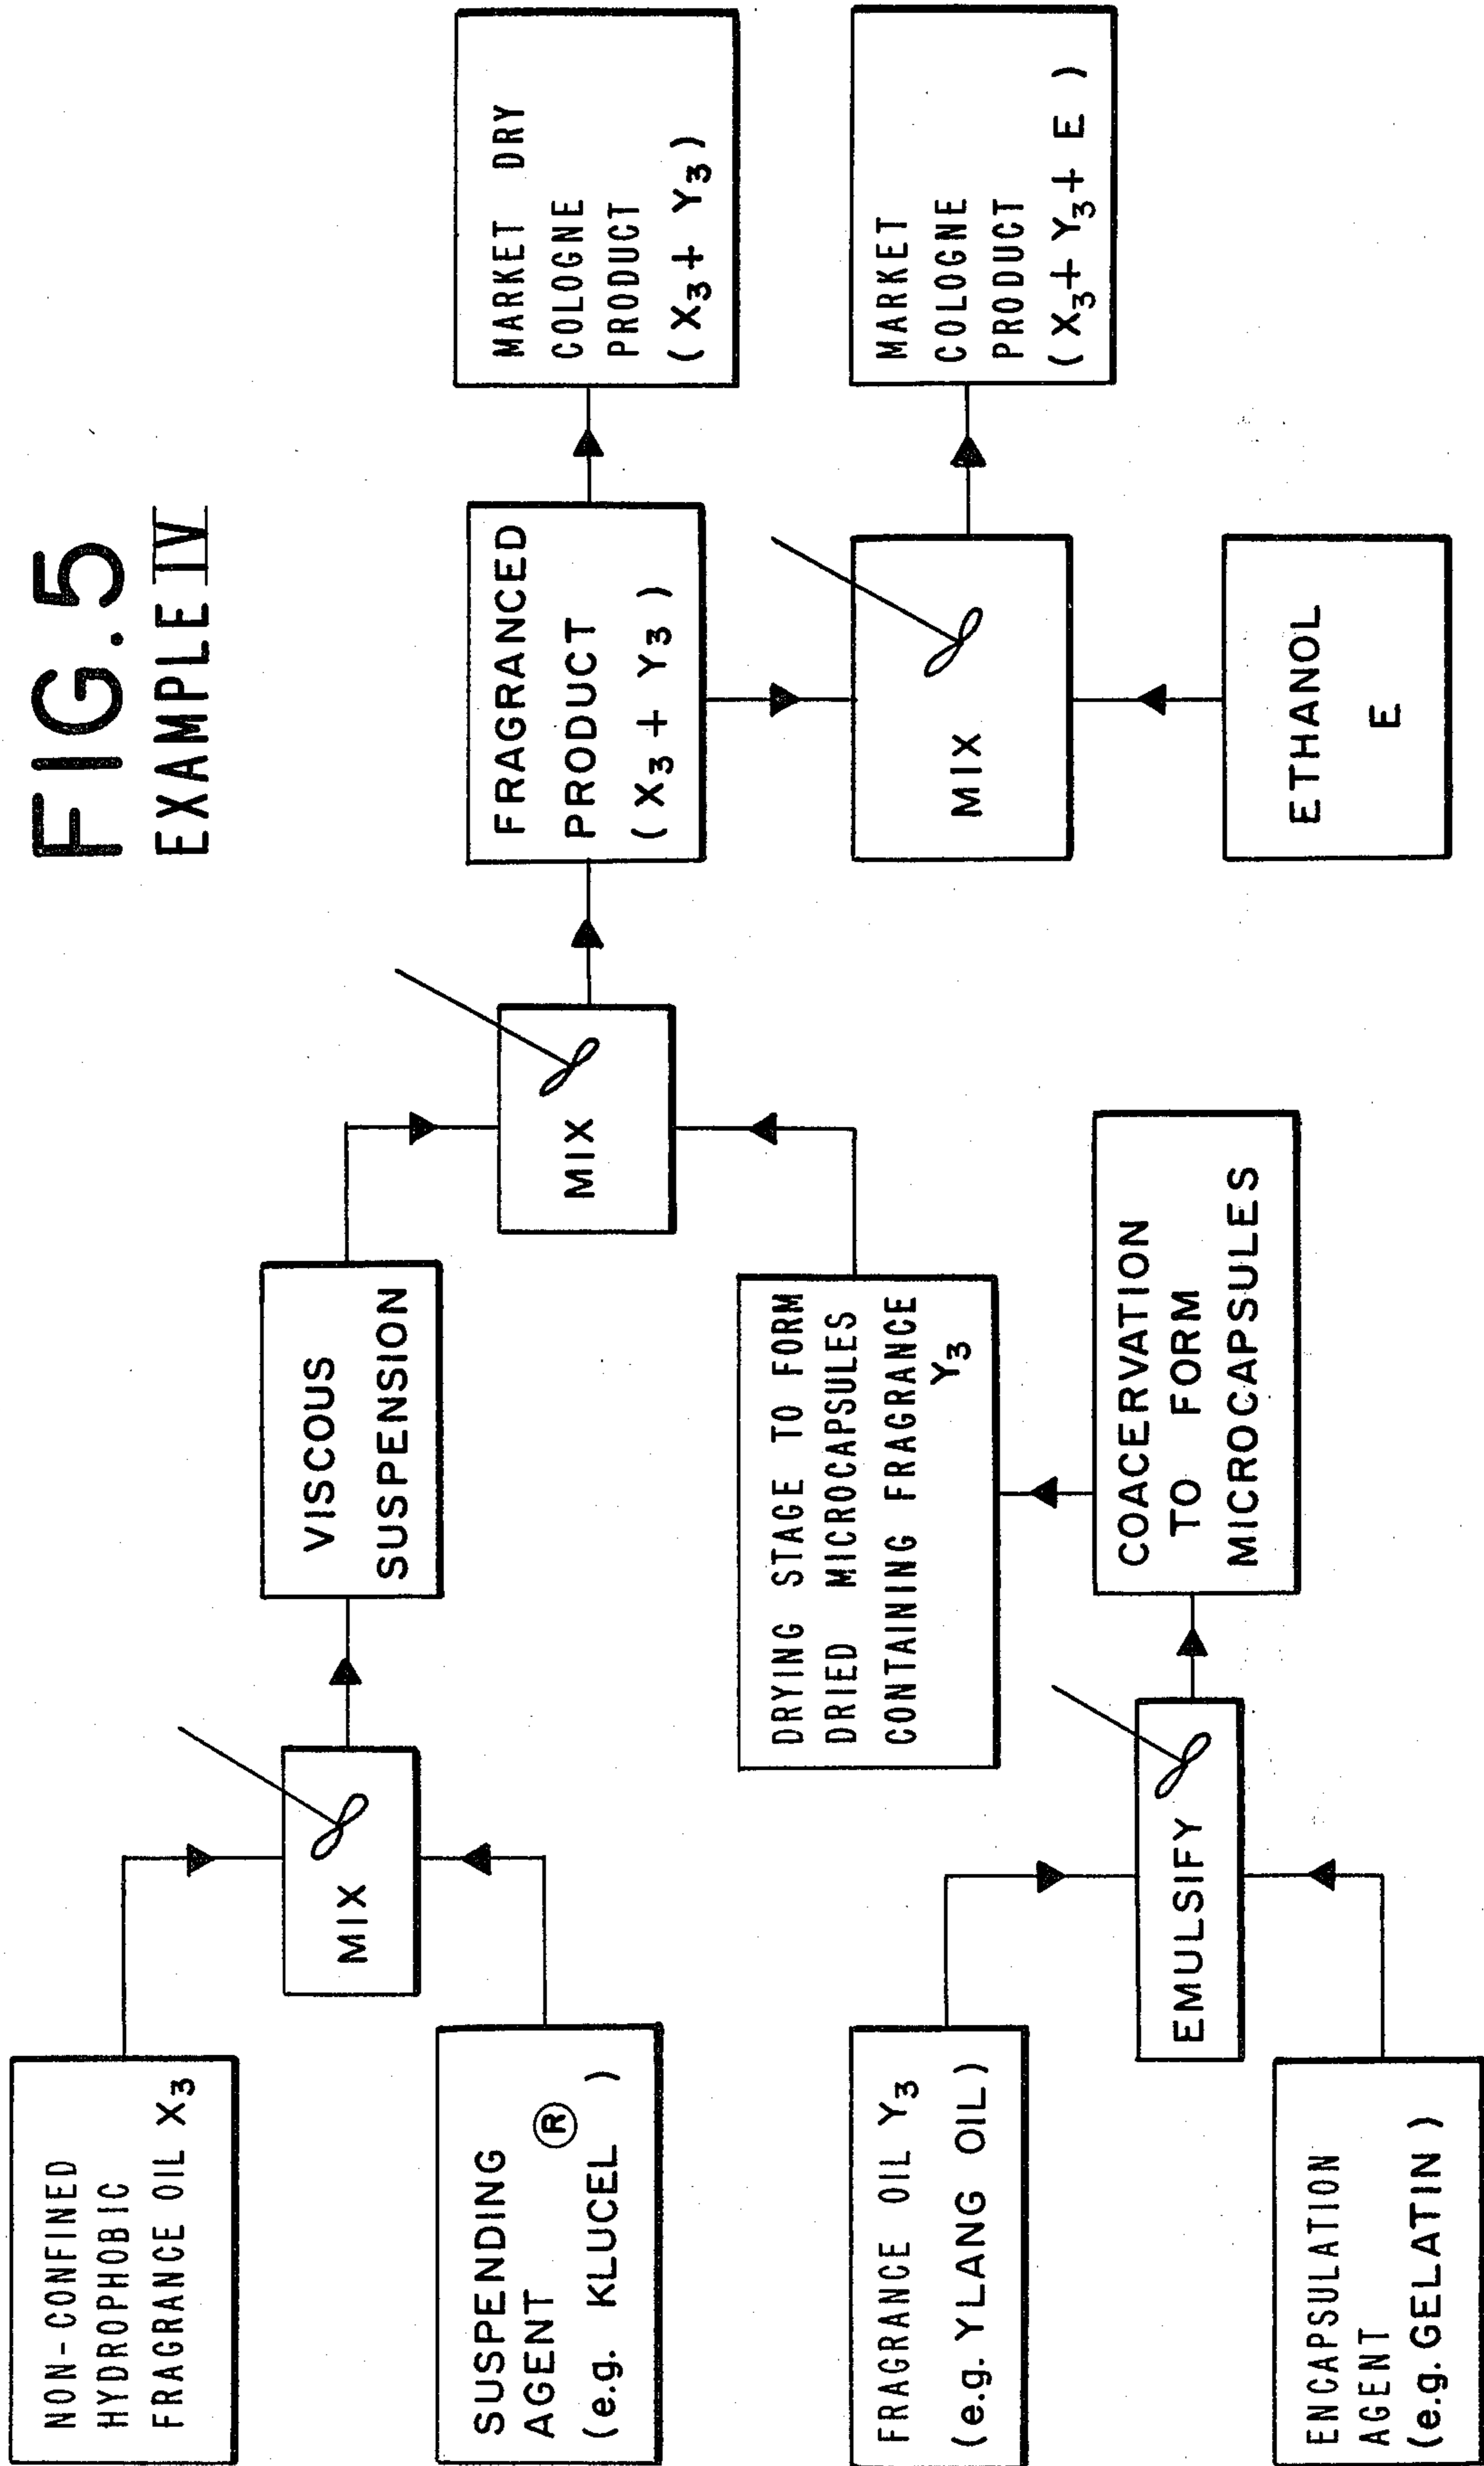 FIG. 5
EXAMPLE IV
NON-CONFINED
HYDROPHOBIC
FRAGRANCE OIL X₃
SUSPENDING
AGENT ®
(e.g. KLUCEL )
MIX
VISCOUS
SUSPENSION
FRAGRANCE OIL Y₃
(e.g. YLANG OIL)
ENCAPSULATION
AGENT
(e.g. GELATIN )
EMULSIFY
COACERVATION
TO FORM
MICROCAPSULES
DRYING STAGE TO FORM
DRIED MICROCAPSULES
CONTAINING FRAGRANCE
Y₃
MIX
FRAGRANCED
PRODUCT
( X₃ + Y₃ )
MARKET DRY
COLOGNE
PRODUCT
( X₃ + Y₃ )
MIX
ETHANOL
E
MARKET
COLOGNE
PRODUCT
( X₃ + Y₃ + E )